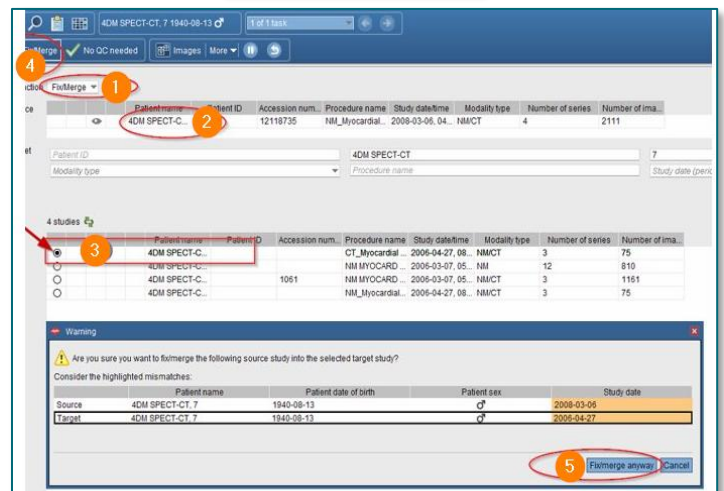 4DM SPECT-CT, 7 1940-08-13 ♂ 1 of 1 task
Fix/Merge No QC needed Images More
4
Fix/Merge 1
Patient name Patient ID Accession num... Procedure name Study date/time Modality type Number of series Number of ima...
4DM SPECT-C... 2 12118735 NM_Myocardial... 2008-03-06, 04... NM/CT 4 2111
Patient ID 4DM SPECT-CT 7
Modality type Procedure name Study date (peri
4 studies
Patient name Patient ID Accession num... Procedure name Study date/time Modality type Number of series Number of ima...
3 4DM SPECT-C... CT_Myocardial ... 2006-04-27, 08... NM/CT 3 75
4DM SPECT-C... NM MYOCARD ... 2006-03-07, 05... NM 12 810
4DM SPECT-C... 1061 NM MYOCARD ... 2006-03-07, 05... NM/CT 3 1161
4DM SPECT-C... NM_Myocardial... 2006-04-27, 08... NM/CT 3 75
Warning
Are you sure you want to fix/merge the following source study into the selected target study?
Consider the highlighted mismatches:
Patient name Patient date of birth Patient sex Study date
Source 4DM SPECT-CT, 7 1940-08-13 ♂ 2008-03-06
Target 4DM SPECT-CT, 7 1940-08-13 ♂ 2006-04-27
5 Fix/merge anyway Cancel